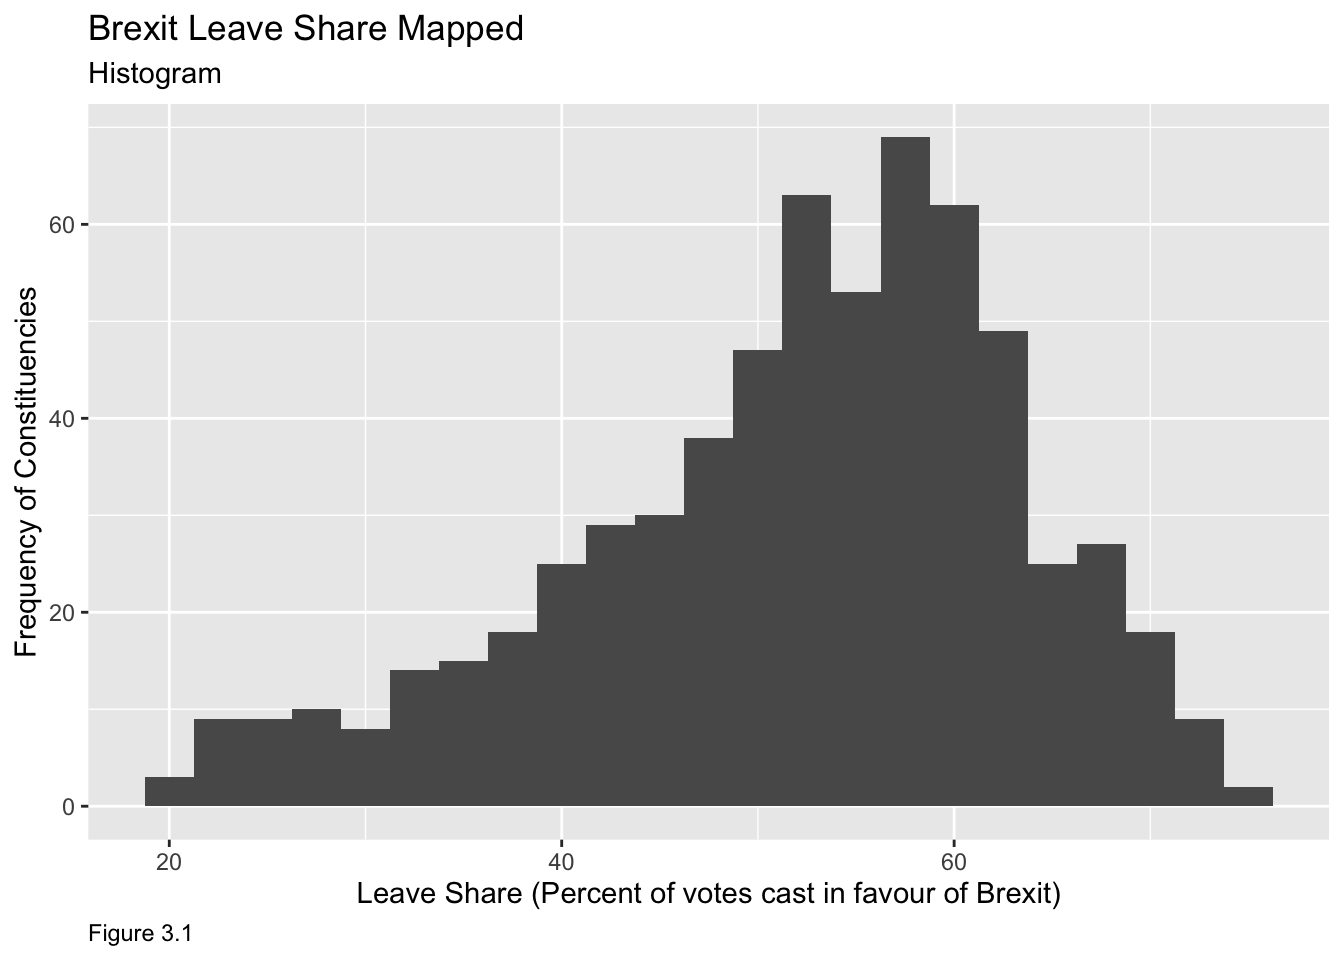 Brexit Leave Share Mapped
Histogram
60
40
20
0
Frequency of Constituencies
20 40 60
Leave Share (Percent of votes cast in favour of Brexit)
Figure 3.1